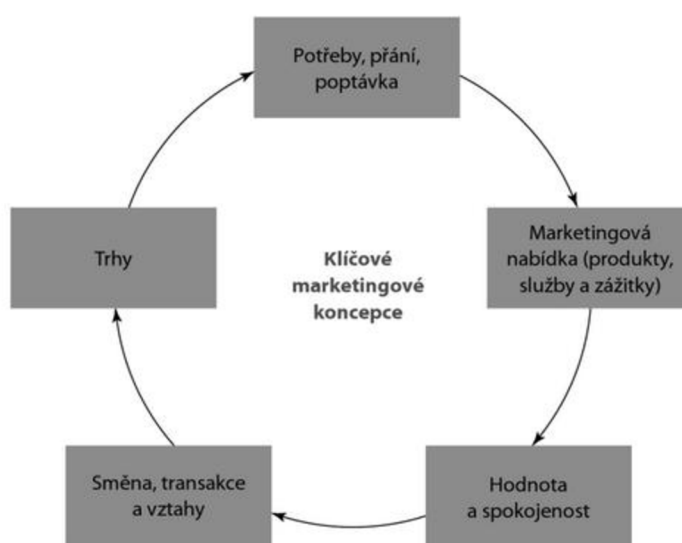 Potřeby, přání,
poptávka
Marketingová
nabídka (produkty,
služby a zážitky)
Hodnota
a spokojenost
Směna, transakce
a vztahy
Trhy
Klíčové
marketingové
koncepce